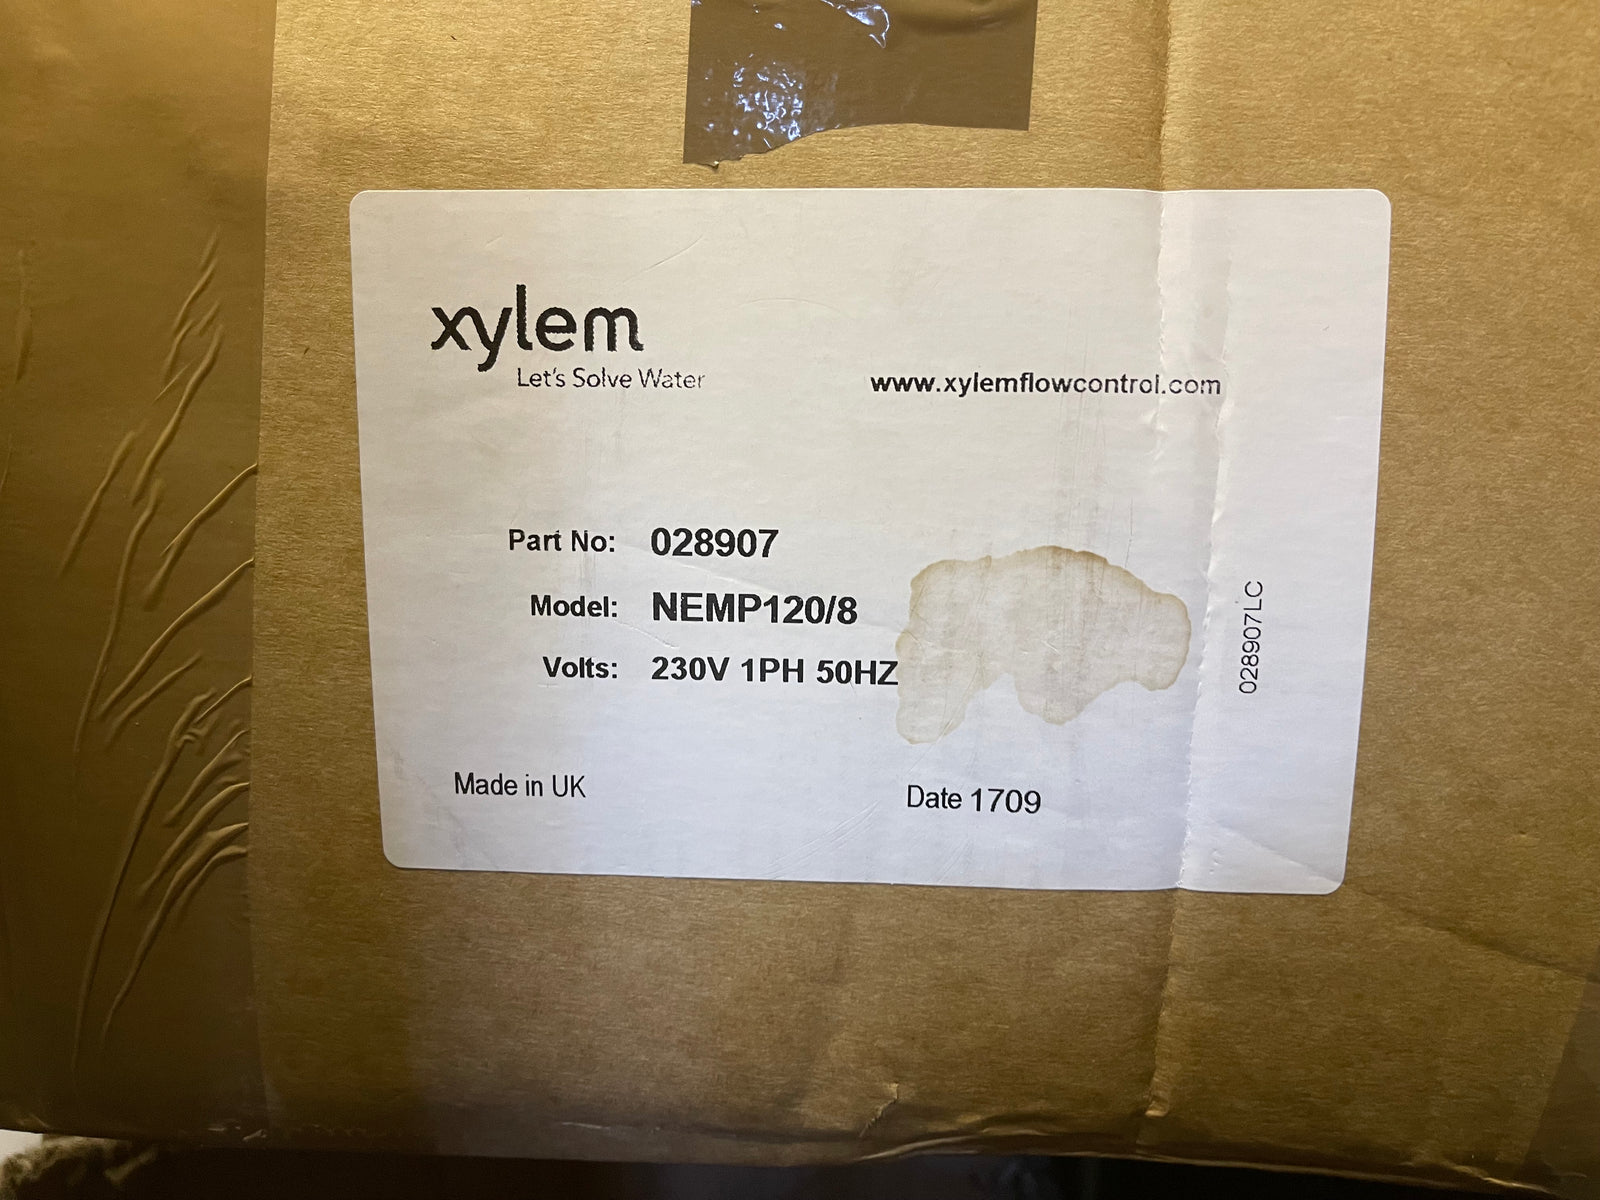 xylem
Let's Solve Water
www.xylemflowcontrol.com
Part No: 028907
Model: NEMP120/8
Volts: 230V 1PH 50HZ
028907LC
Made in UK
Date 1709